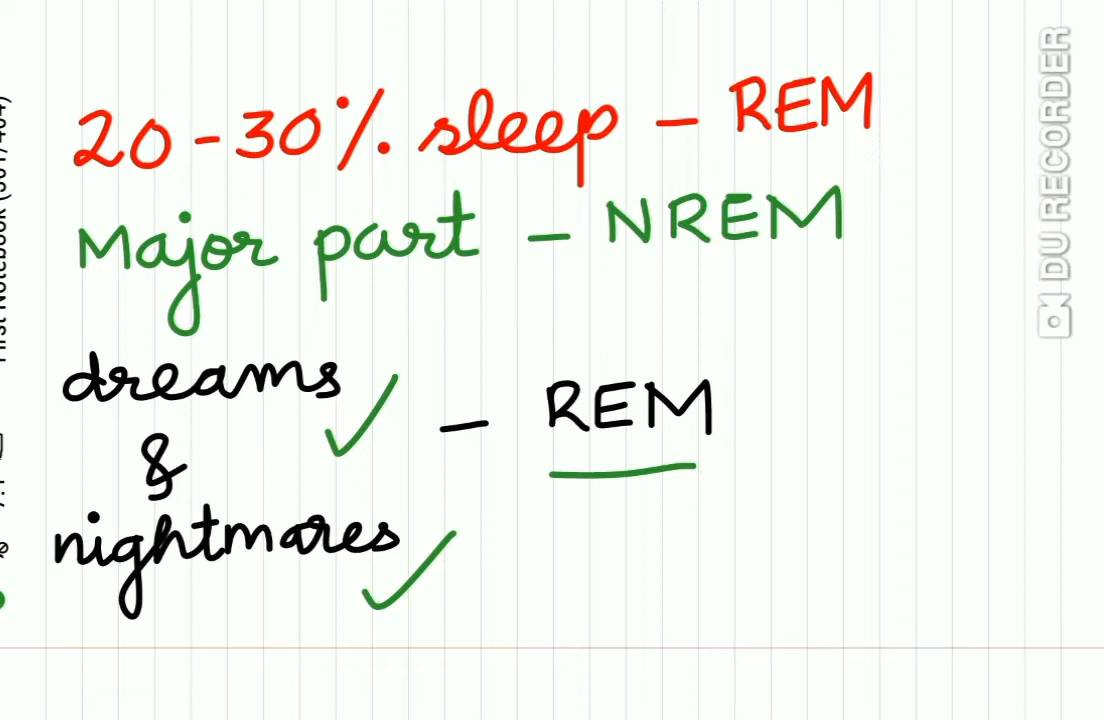 20-30% sleep - REM
Major part - NREM
dreams
& - REM
nightmares
DU RECORDER